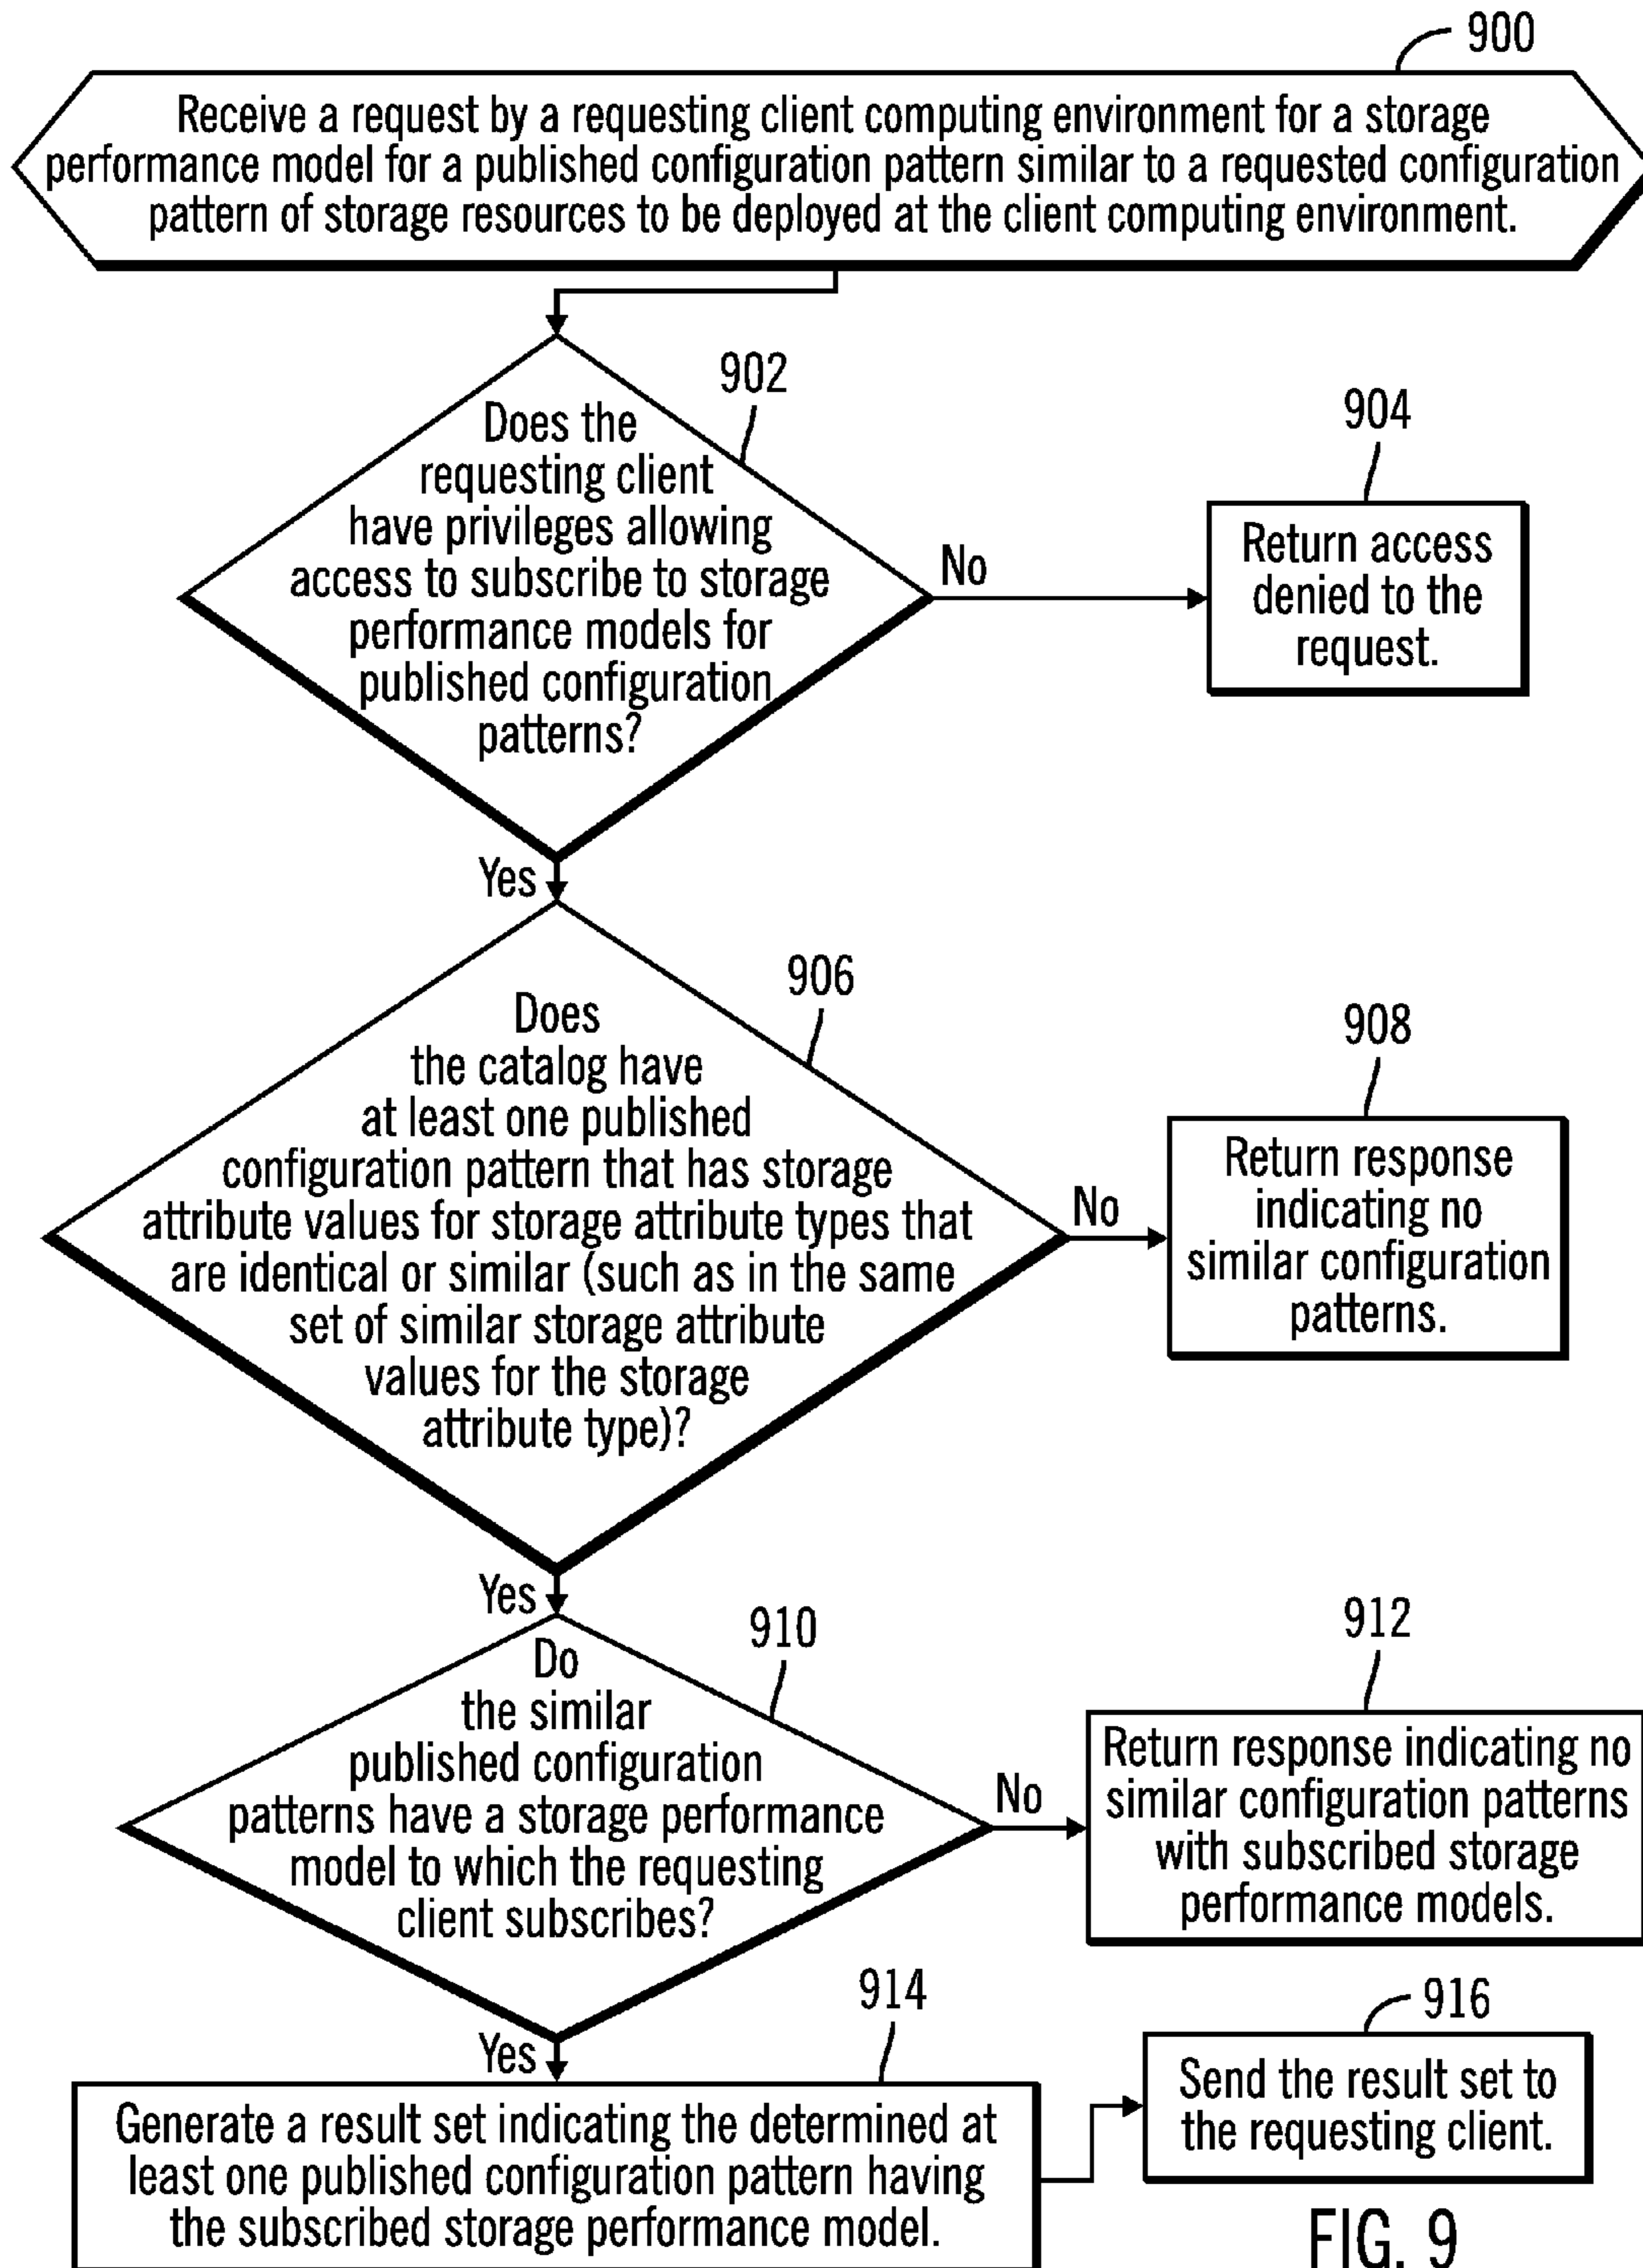 900
Receive a request by a requesting client computing environment for a storage
performance model for a published configuration pattern similar to a requested configuration
pattern of storage resources to be deployed at the client computing environment.
902
Does the
requesting client
have privileges allowing
access to subscribe to storage
performance models for
published configuration
patterns?
No
904
Return access
denied to the
request.
Yes
906
Does
the catalog have
at least one published
configuration pattern that has storage
attribute values for storage attribute types that
are identical or similar (such as in the same
set of similar storage attribute
values for the storage
attribute type)?
No
908
Return response
indicating no
similar configuration
patterns.
Yes
910
Do
the similar
published configuration
patterns have a storage performance
model to which the requesting
client subscribes?
No
912
Return response indicating no
similar configuration patterns
with subscribed storage
performance models.
Yes
914
Generate a result set indicating the determined at
least one published configuration pattern having
the subscribed storage performance model.
916
Send the result set to
the requesting client.
FIG. 9